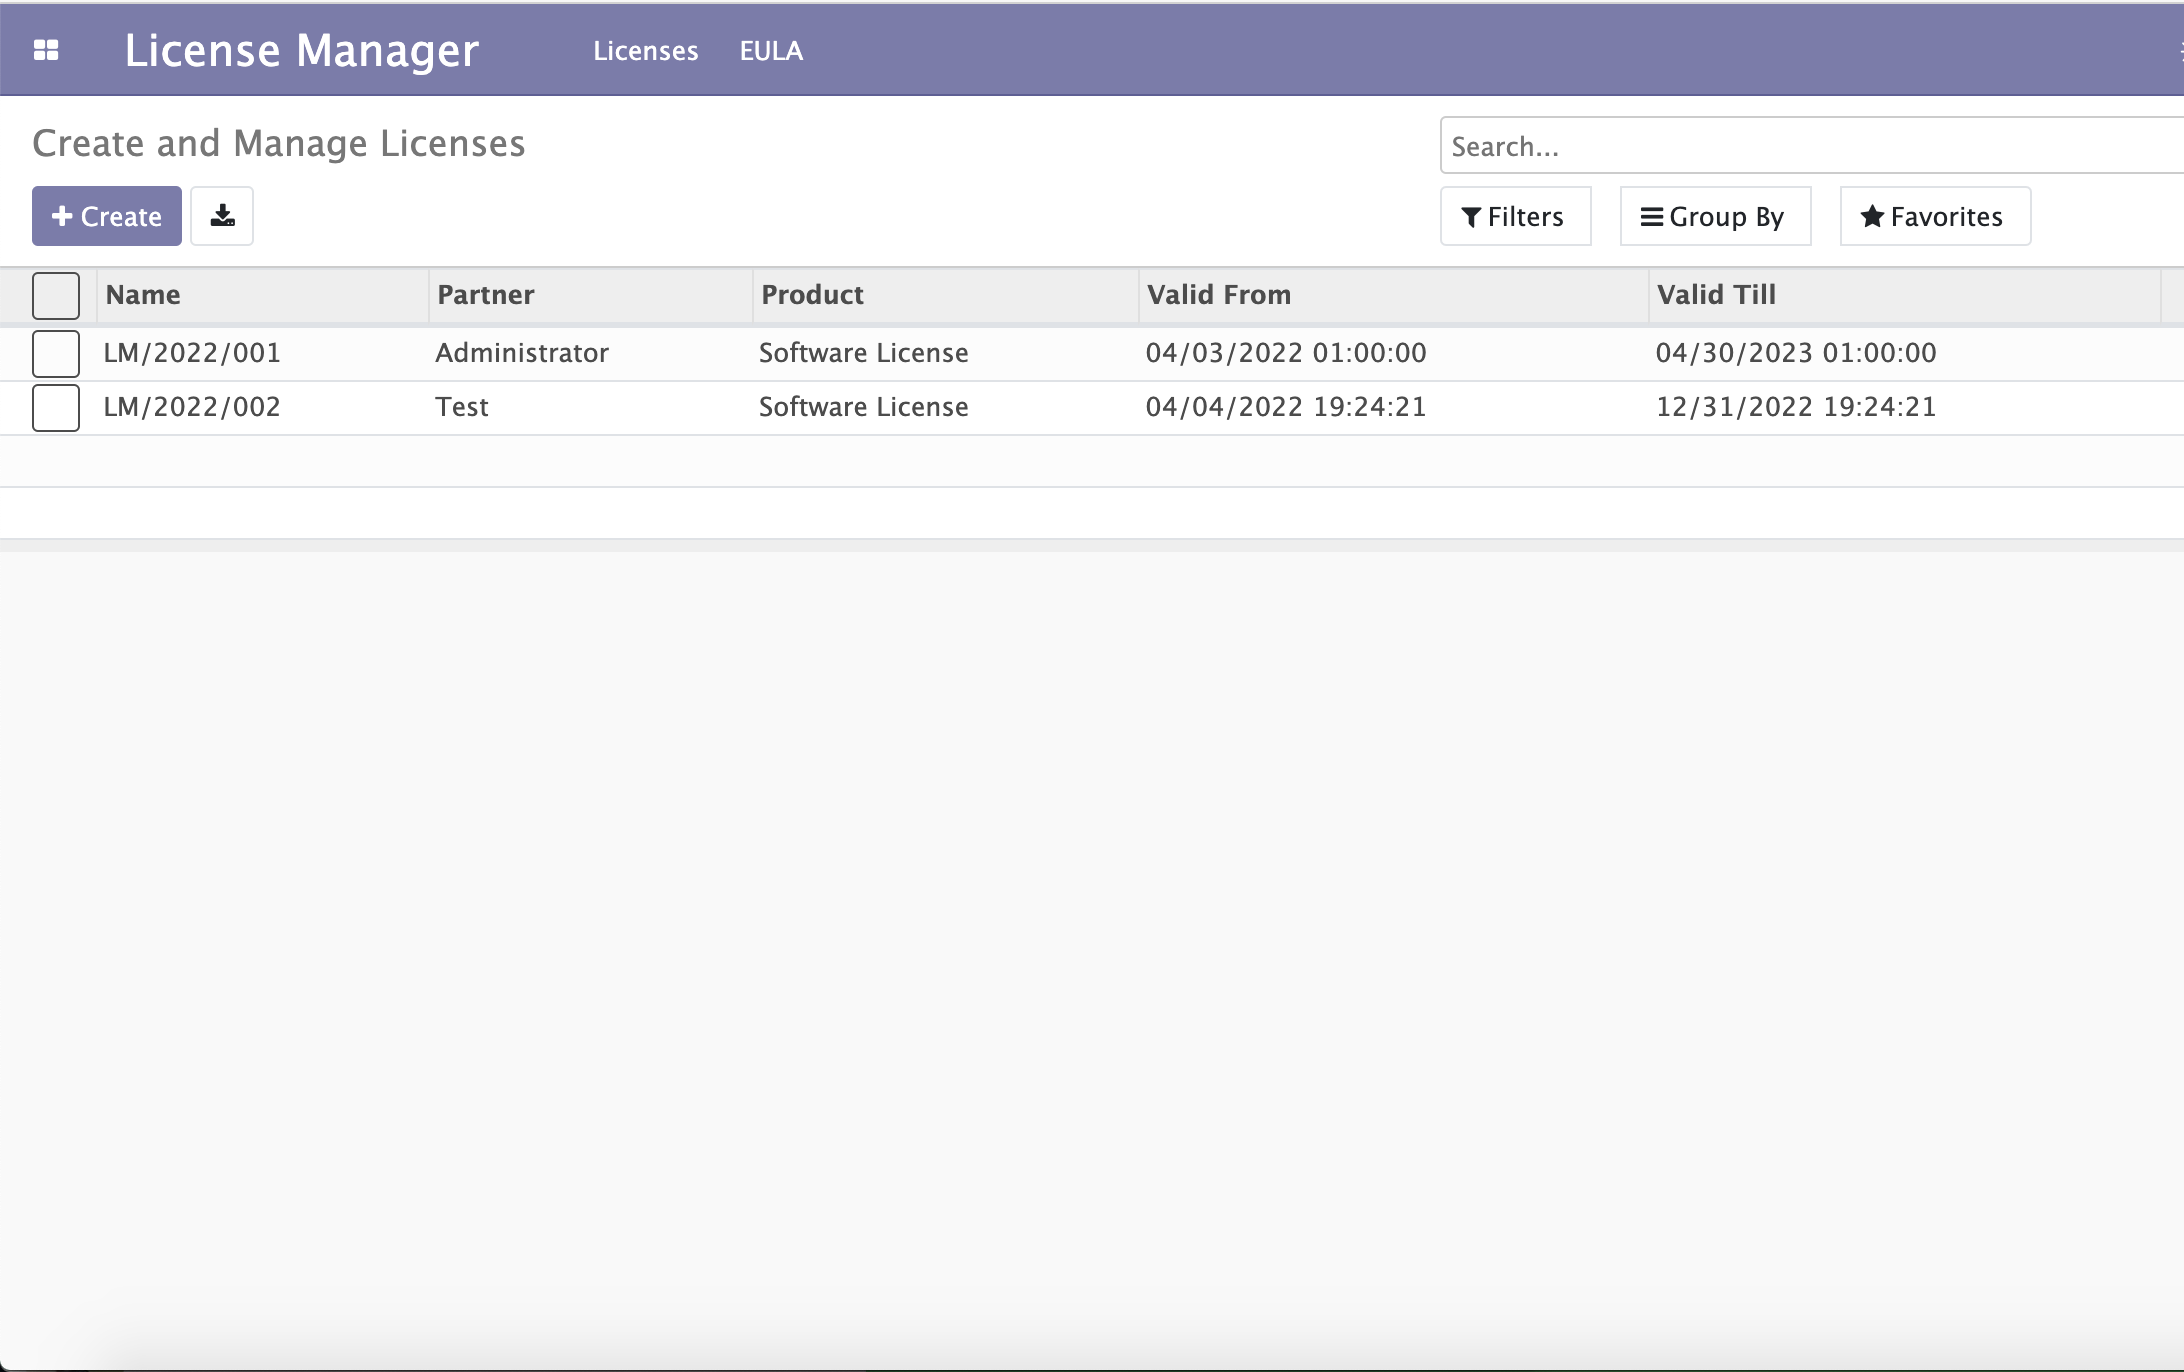 License Manager Licenses EULA
Create and Manage Licenses
Search...
Create
Filters Group By Favorites
Name Partner Product Valid From Valid Till
LM/2022/001 Administrator Software License 04/03/2022 01:00:00 04/30/2023 01:00:00
LM/2022/002 Test Software License 04/04/2022 19:24:21 12/31/2022 19:24:21